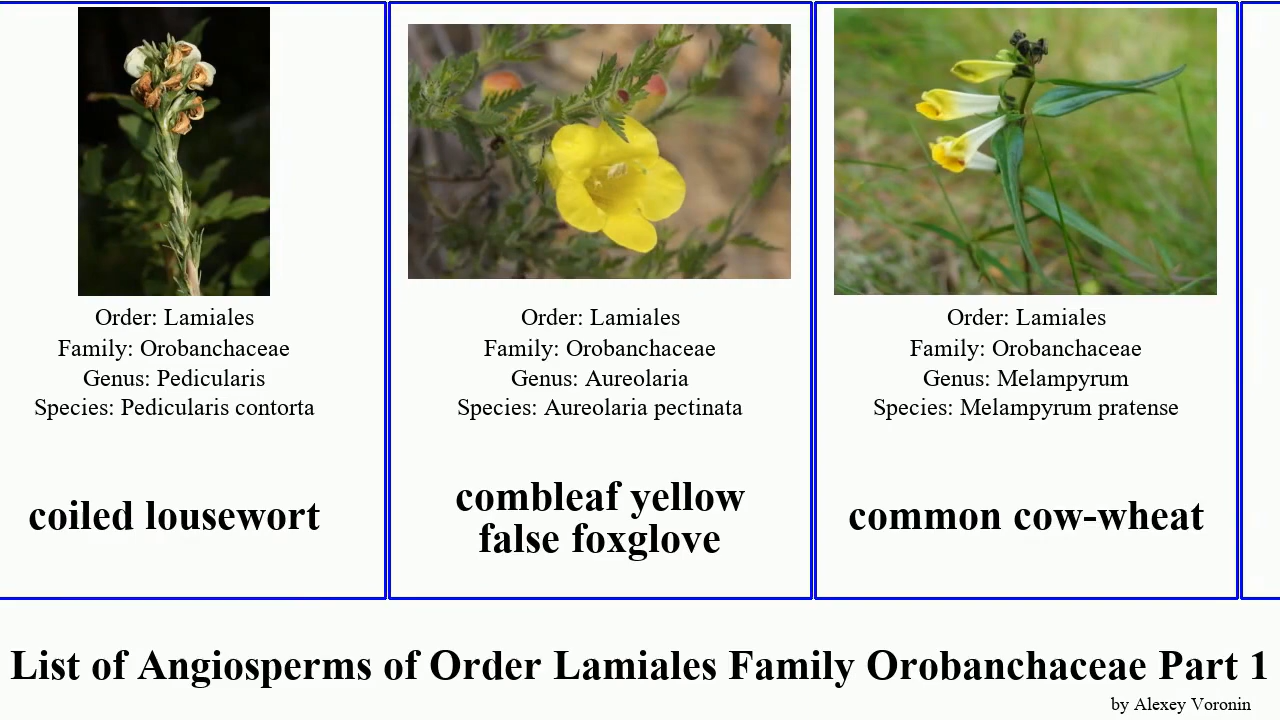 Order: Lamiales
Family: Orobanchaceae
Genus: Pedicularis
Species: Pedicularis contorta
coiled lousewort
Order: Lamiales
Family: Orobanchaceae
Genus: Aureolaria
Species: Aureolaria pectinata
combleaf yellow
false foxglove
Order: Lamiales
Family: Orobanchaceae
Genus: Melampyrum
Species: Melampyrum pratense
common cow-wheat
List of Angiosperms of Order Lamiales Family Orobanchaceae Part 1
by Alexey Voronin